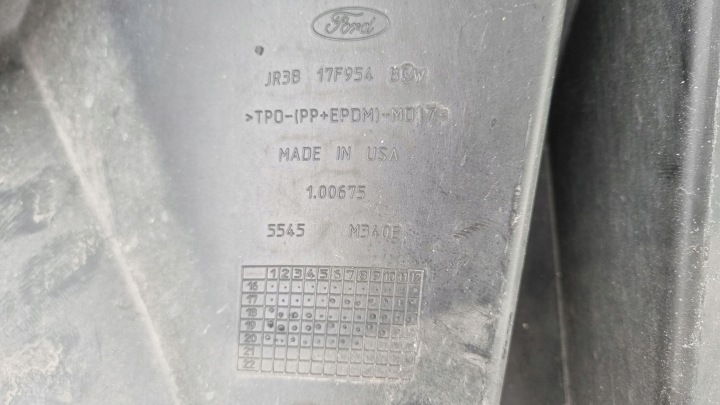 Ford
JR3B 17F954
>TPO-(PP+EPDM)-MD17<
MADE IN USA
1.00675
5545 M340E
1 2 3 4 5 6 7 8 9 10 11 12
16
17
18
19
20
21
22